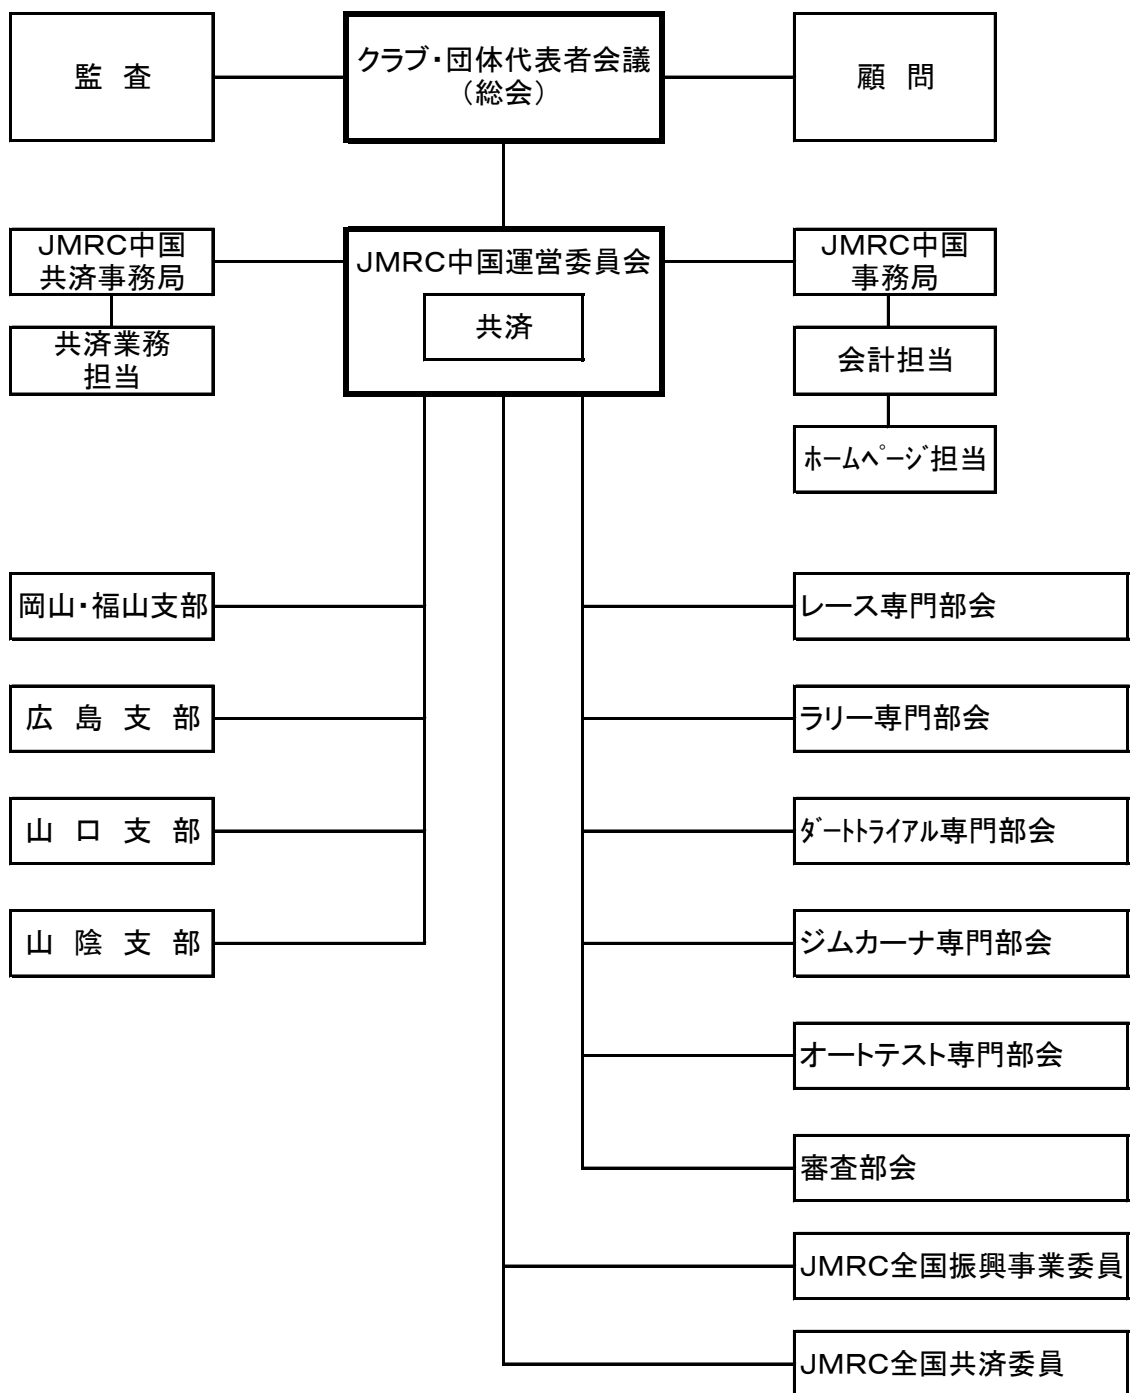 監 査
クラブ・団体代表者会議
（総会）
顧 問
JMRC中国
共済事務局
JMRC中国運営委員会
JMRC中国
事務局
共済
共済業務
担当
会計担当
ﾎｰﾑﾍﾟｰｼﾞ担当
岡山・福山支部
レース専門部会
広 島 支 部
ラリー専門部会
山 口 支 部
ﾀﾞｰﾄﾄﾗｲｱﾙ専門部会
山 陰 支 部
ジムカーナ専門部会
オートテスト専門部会
審査部会
JMRC全国振興事業委員
JMRC全国共済委員